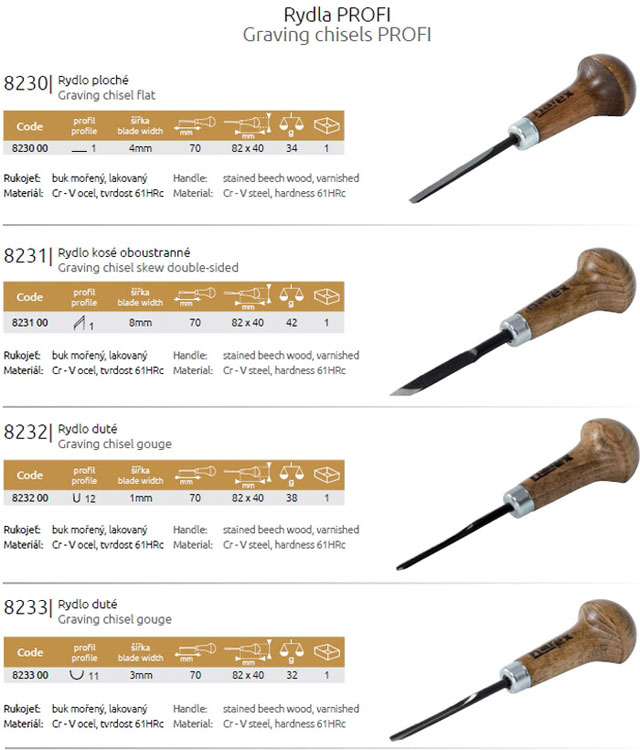 Rydla PROFI
Graving chisels PROFI
8230| Rydlo ploché
Graving chisel flat
Code profil profile šířka blade width mm mm g
8230 00 1 4mm 70 82 x 40 34 1
Rukojeť: buk mořený, lakovaný Handle: stained beech wood, varnished
Materiál: Cr - V ocel, tvrdost 61HRc Material: Cr - V steel, hardness 61HRc
narex
8231| Rydlo kosé oboustranné
Graving chisel skew double-sided
Code profil profile šířka blade width mm mm g
8231 00 1 8mm 70 82 x 40 42 1
Rukojeť: buk mořený, lakovaný Handle: stained beech wood, varnished
Materiál: Cr - V ocel, tvrdost 61HRc Material: Cr - V steel, hardness 61HRc
narex
8232| Rydlo duté
Graving chisel gouge
Code profil profile šířka blade width mm mm g
8232 00 12 1mm 70 82 x 40 38 1
Rukojeť: buk mořený, lakovaný Handle: stained beech wood, varnished
Materiál: Cr - V ocel, tvrdost 61HRc Material: Cr - V steel, hardness 61HRc
narex
8233| Rydlo duté
Graving chisel gouge
Code profil profile šířka blade width mm mm g
8233 00 11 3mm 70 82 x 40 32 1
Rukojeť: buk mořený, lakovaný Handle: stained beech wood, varnished
Materiál: Cr - V ocel, tvrdost 61HRc Material: Cr - V steel, hardness 61HRc
narex